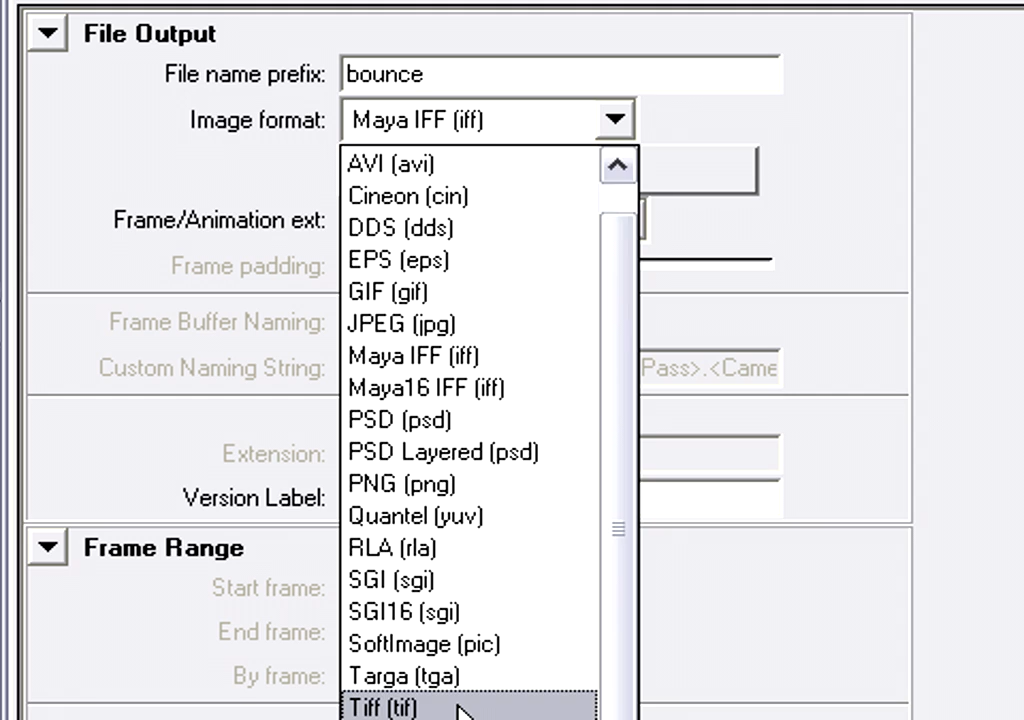 File Output
File name prefix: bounce
Image format: Maya IFF (iff)
AVI (avi)
Cineon (cin)
Frame/Animation ext: DDS (dds)
EPS (eps)
Frame padding:
GIF (gif)
Frame Buffer Naming: JPEG (jpg)
Maya IFF (iff)
Custom Naming String: Pass>.<Came
Maya16 IFF (iff)
PSD (psd)
Extension: PSD Layered (psd)
PNG (png)
Version Label:
Quantel (yuv)
Frame Range RLA (rla)
Start frame: SGI (sgi)
SGI16 (sgi)
End frame: SoftImage (pic)
By frame: Targa (tga)
Tiff (tif)